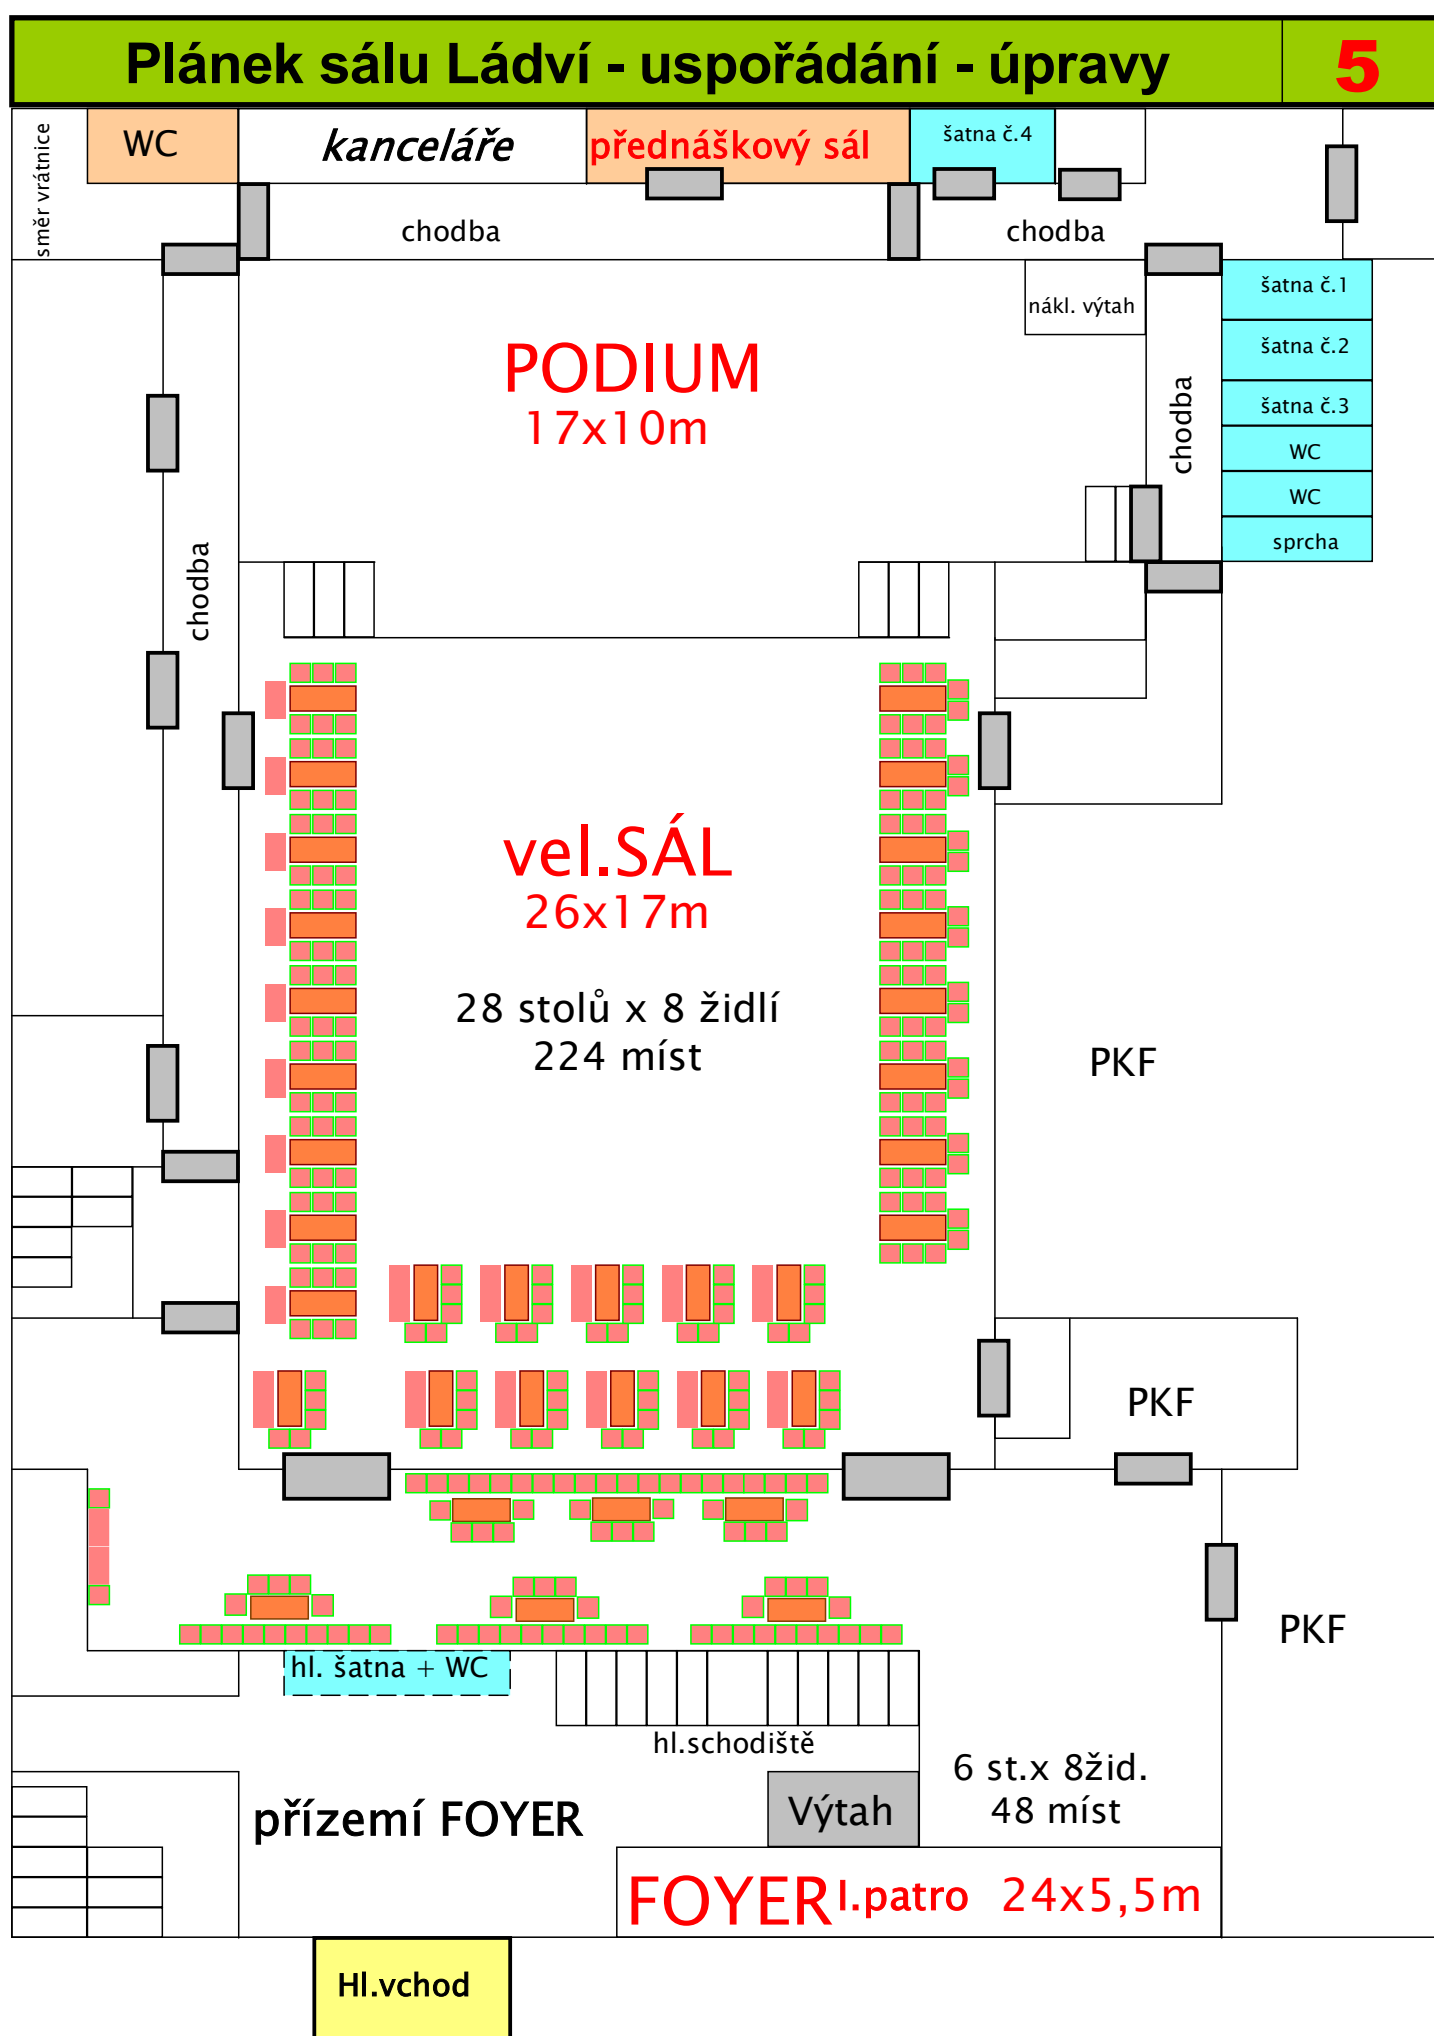 Plánek sálu Ládví - uspořádání - úpravy
5
směr vrátnice
WC
kanceláře
přednáškový sál
šatna č.4
chodba
chodba
nákl. výtah
šatna č.1
šatna č.2
šatna č.3
WC
WC
sprcha
chodba
PODIUM
17x10m
chodba
vel.SÁL
26x17m
28 stolů x 8 židlí
224 míst
PKF
PKF
PKF
hl. šatna + WC
hl.schodiště
6 st.x 8žid.
48 míst
Výtah
přízemí FOYER
FOYER I.patro 24x5,5m
Hl.vchod